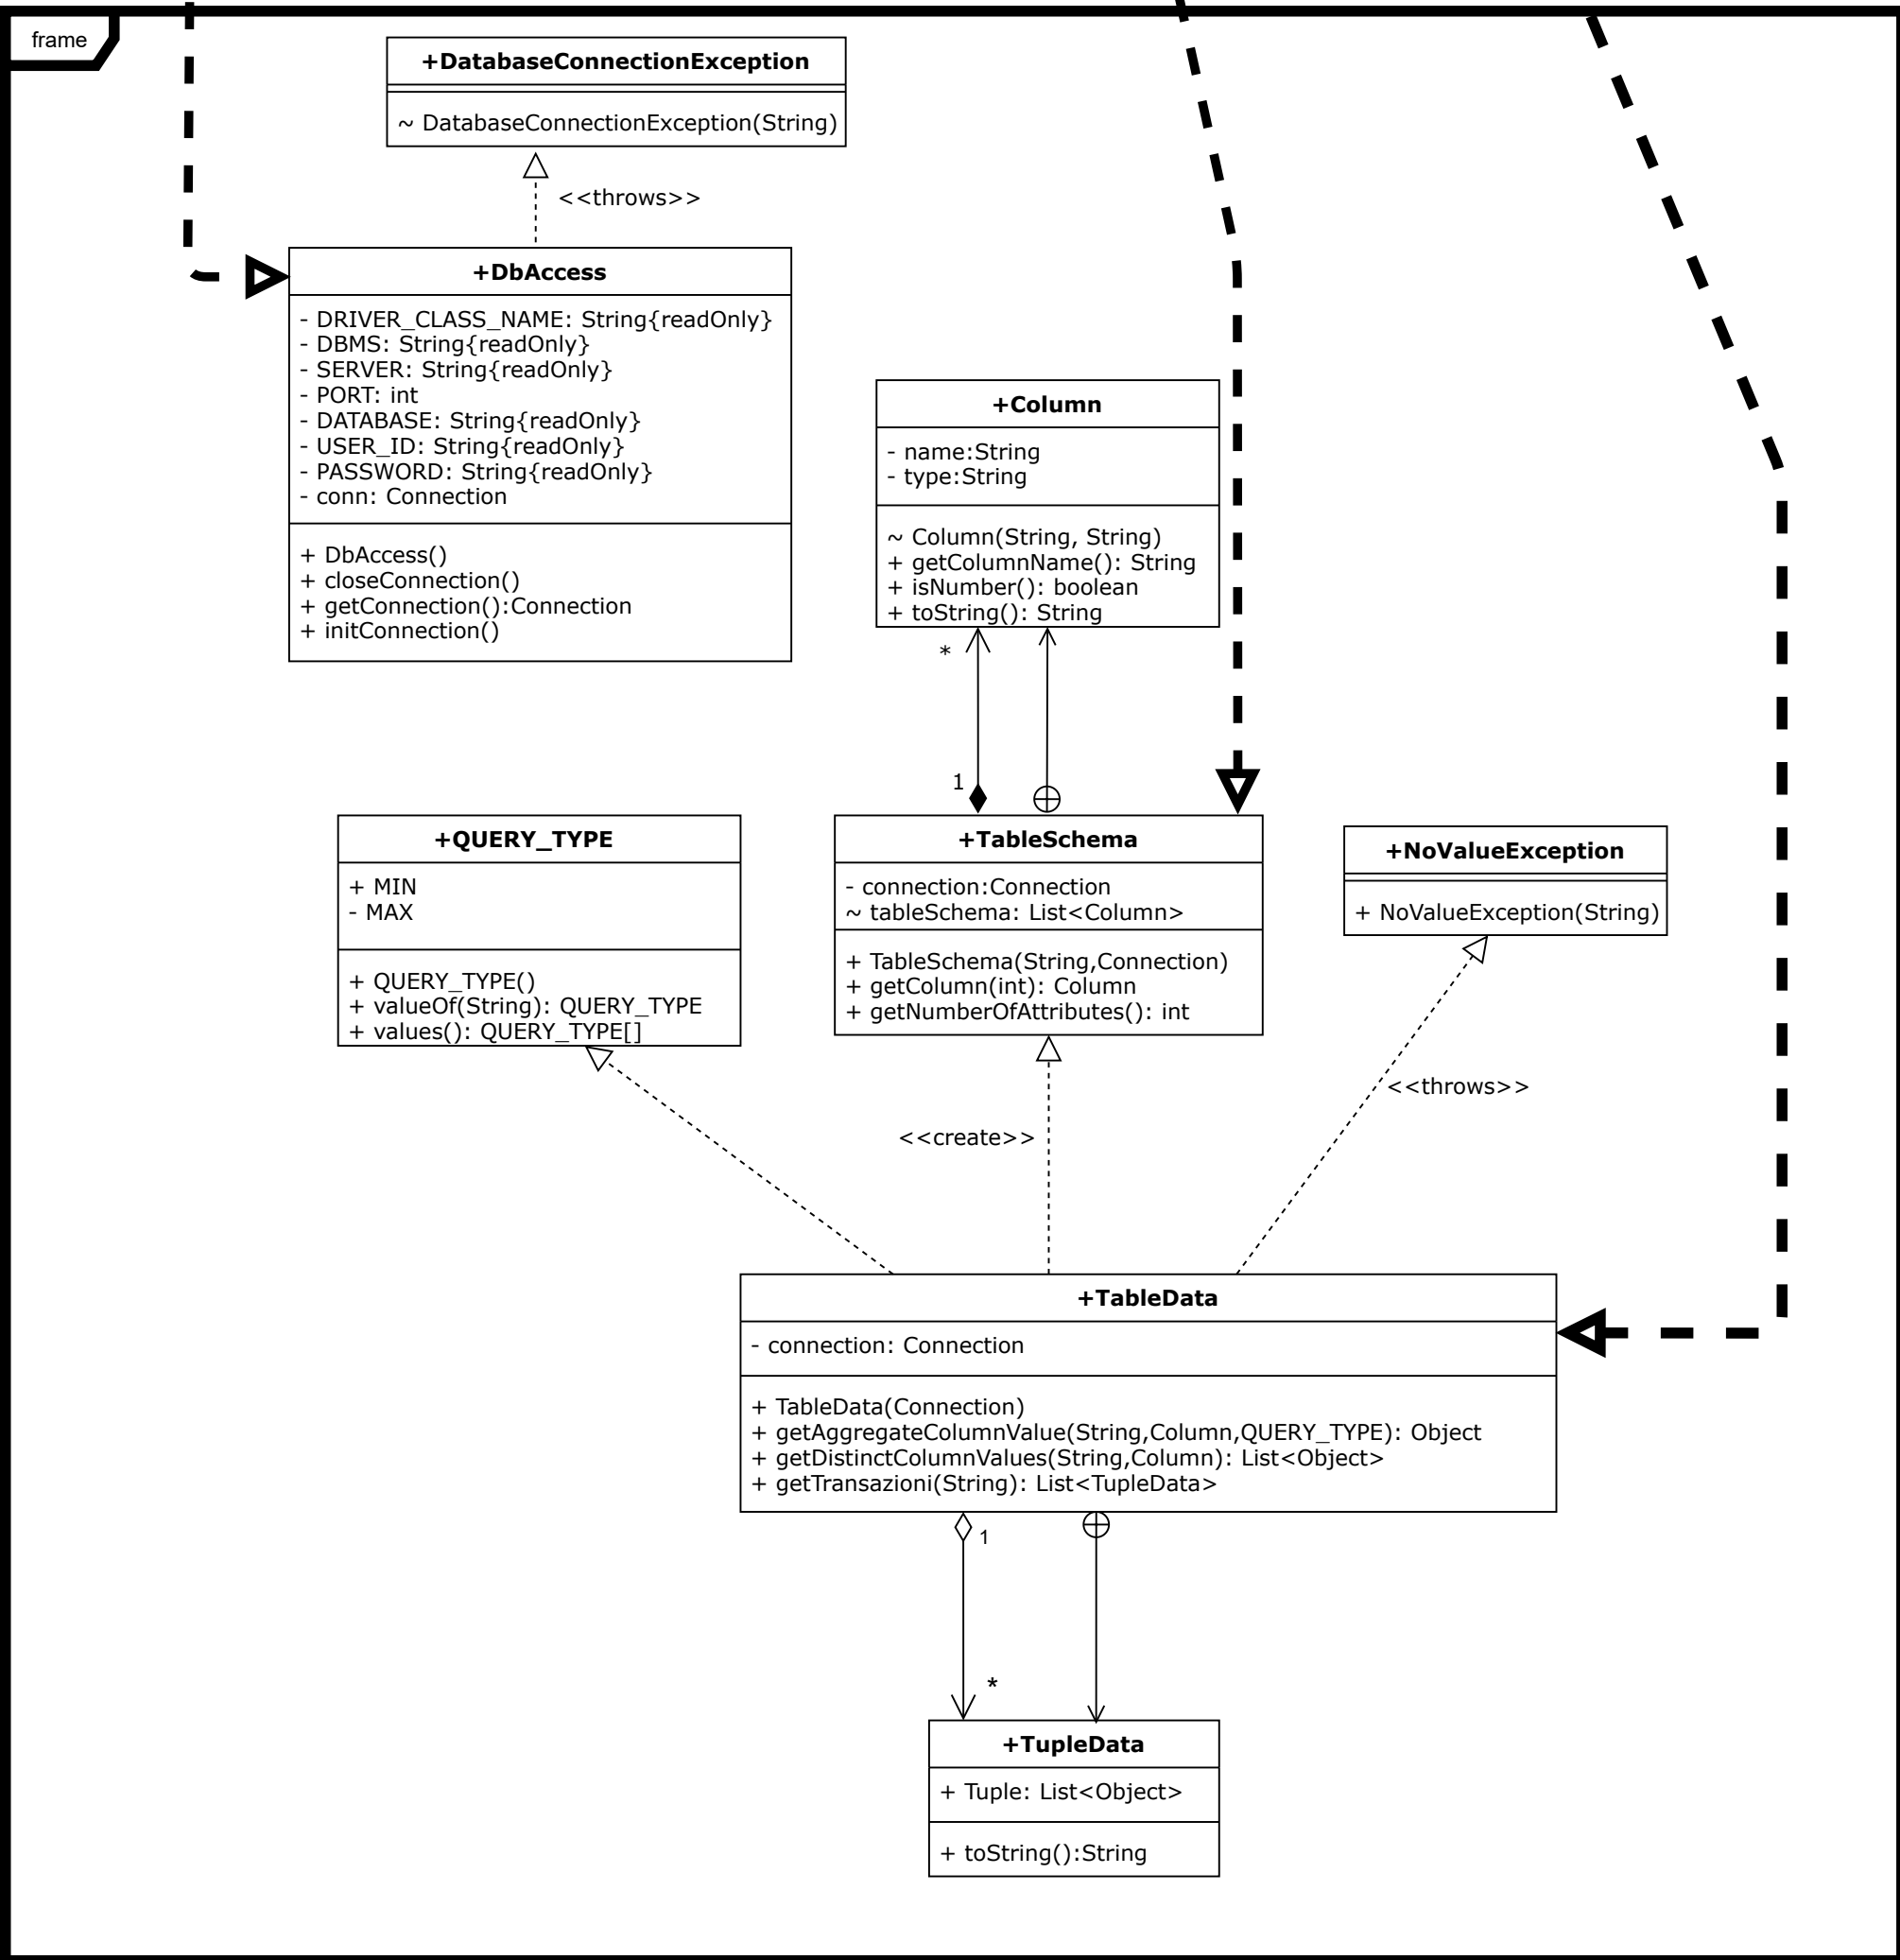 frame
+DatabaseConnectionException
~ DatabaseConnectionException(String)
<<throws>>
+DbAccess
- DRIVER_CLASS_NAME: String{readOnly}
- DBMS: String{readOnly}
- SERVER: String{readOnly}
- PORT: int
- DATABASE: String{readOnly}
- USER_ID: String{readOnly}
- PASSWORD: String{readOnly}
- conn: Connection
+ DbAccess()
+ closeConnection()
+ getConnection():Connection
+ initConnection()
+Column
- name:String
- type:String
~ Column(String, String)
+ getColumnName(): String
+ isNumber(): boolean
+ toString(): String
*
1
+QUERY_TYPE
+ MIN
- MAX
+ QUERY_TYPE()
+ valueOf(String): QUERY_TYPE
+ values(): QUERY_TYPE[]
+TableSchema
- connection:Connection
~ tableSchema: List<Column>
+ TableSchema(String,Connection)
+ getColumn(int): Column
+ getNumberOfAttributes(): int
+NoValueException
+ NoValueException(String)
<<throws>>
<<create>>
+TableData
- connection: Connection
+ TableData(Connection)
+ getAggregateColumnValue(String,Column,QUERY_TYPE): Object
+ getDistinctColumnValues(String,Column): List<Object>
+ getTransazioni(String): List<TupleData>
1
*
+TupleData
+ Tuple: List<Object>
+ toString():String